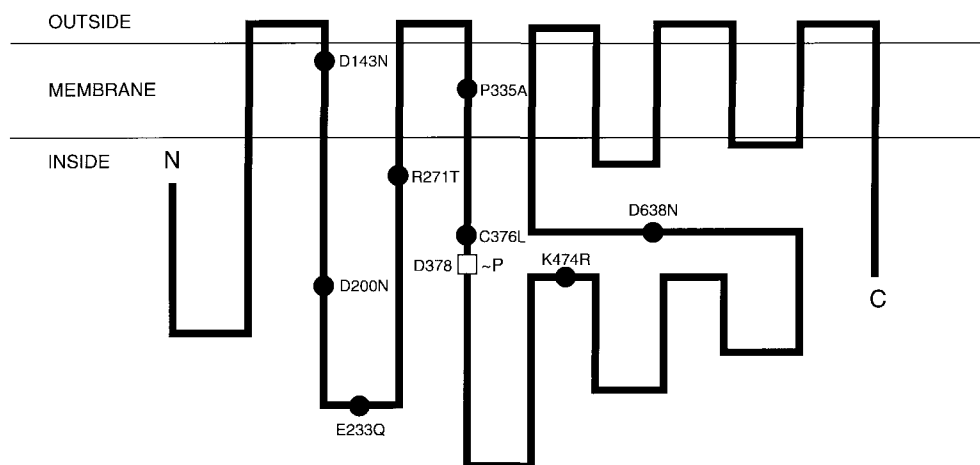 OUTSIDE
D143N
MEMBRANE
P335A
INSIDE
N
R271T
D638N
C376L
D378
~P
K474R
D200N
C
E233Q